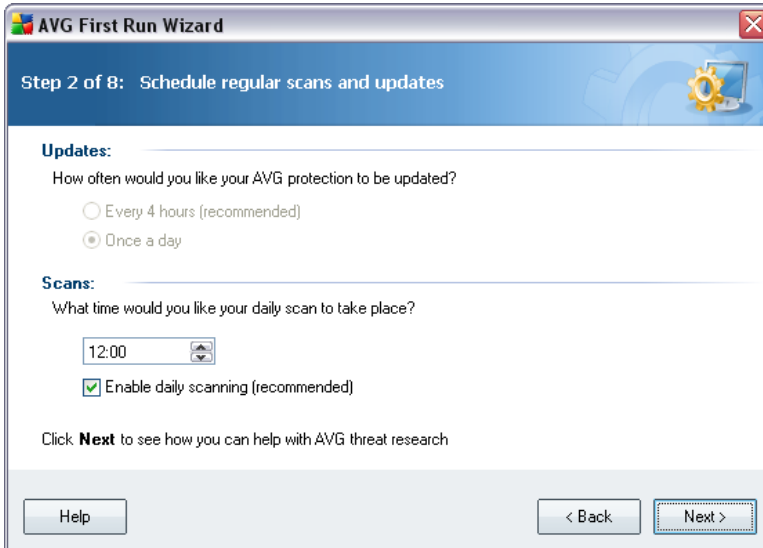 AVG First Run Wizard
Step 2 of 8: Schedule regular scans and updates
Updates:
How often would you like your AVG protection to be updated?
Every 4 hours (recommended)
Once a day
Scans:
What time would you like your daily scan to take place?
12:00
Enable daily scanning (recommended)
Click Next to see how you can help with AVG threat research
Help
< Back
Next >